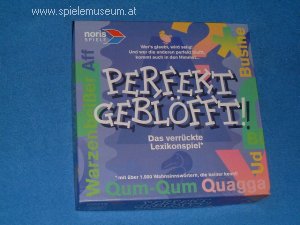 www.spielemuseum.at
noris
SPIELE
Wer's glaubt, wird selig!
Und wer die anderen perfekt blufft,
kommt auch in den Himmel...
PERFEKT
GEBLÖFFT!!
Das verrückte
Lexikonspiel*
*mit über 1.000 Wahnsinnswörtern, die keiner kennt!
Qum-Qum Quagga
Aff
Busine
Ud